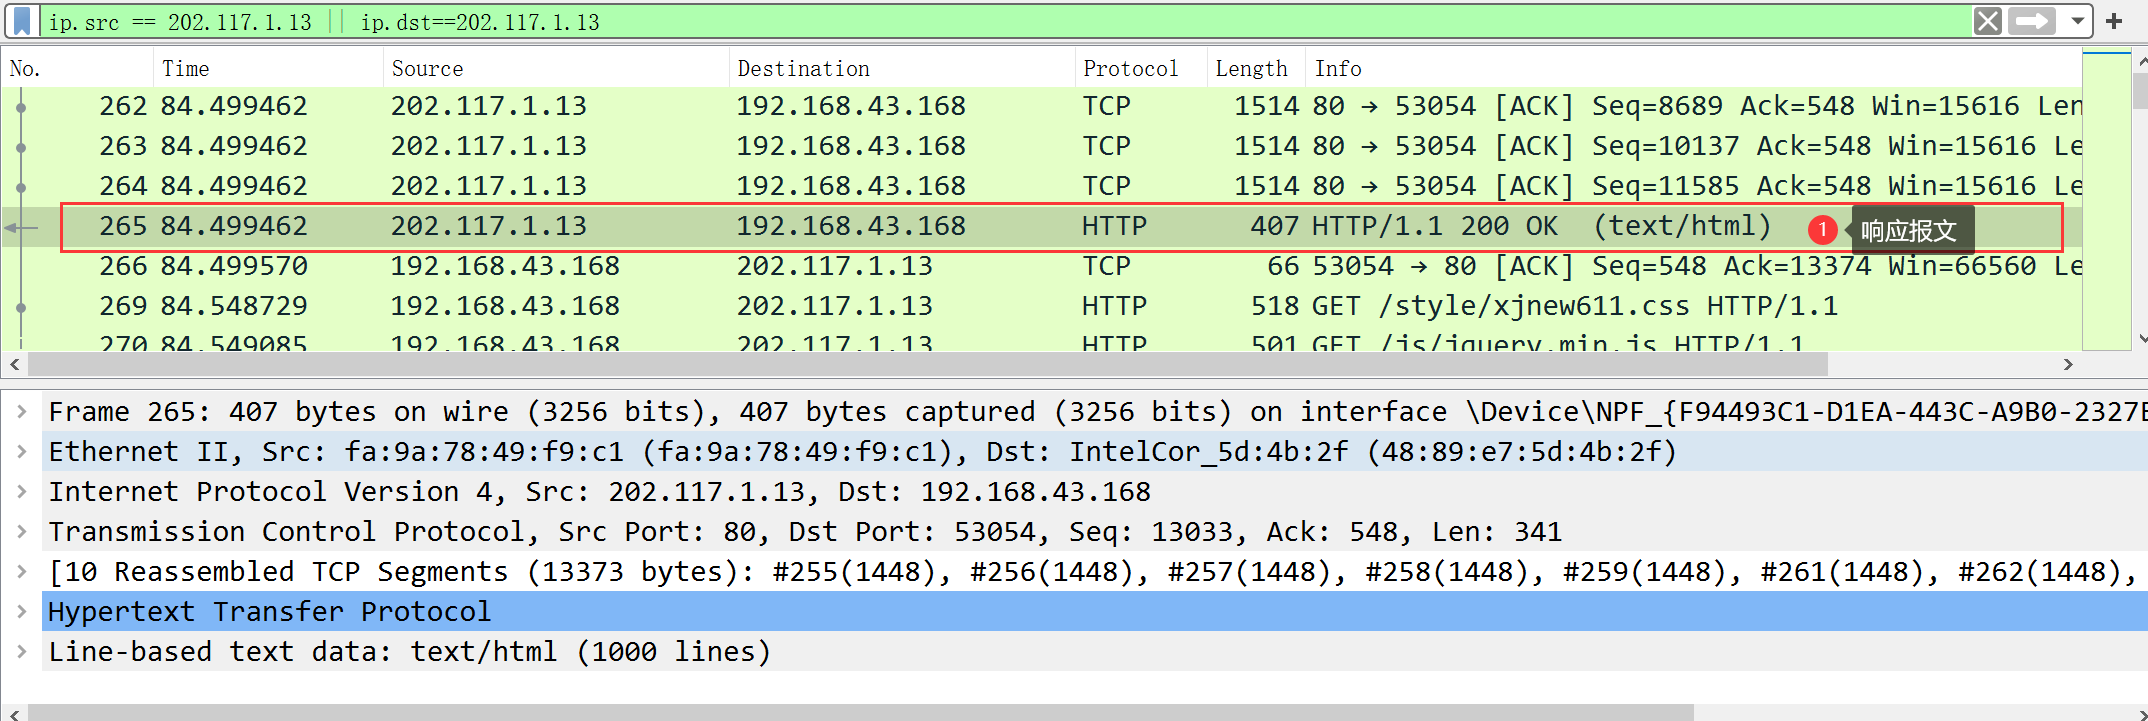 ip.src == 202.117.1.13 || ip.dst==202.117.1.13
No. Time Source Destination Protocol Length Info
262 84.499462 202.117.1.13 192.168.43.168 TCP 1514 80 → 53054 [ACK] Seq=8689 Ack=548 Win=15616 Len
263 84.499462 202.117.1.13 192.168.43.168 TCP 1514 80 → 53054 [ACK] Seq=10137 Ack=548 Win=15616 Le
264 84.499462 202.117.1.13 192.168.43.168 TCP 1514 80 → 53054 [ACK] Seq=11585 Ack=548 Win=15616 Le
265 84.499462 202.117.1.13 192.168.43.168 HTTP 407 HTTP/1.1 200 OK (text/html) 1 响应报文
266 84.499570 192.168.43.168 202.117.1.13 TCP 66 53054 → 80 [ACK] Seq=548 Ack=13374 Win=66560 Le
269 84.548729 192.168.43.168 202.117.1.13 HTTP 518 GET /style/xjnew611.css HTTP/1.1
270 84.549085 192.168.43.168 202.117.1.13 HTTP 501 GET /js/jquery.min.js HTTP/1.1
Frame 265: 407 bytes on wire (3256 bits), 407 bytes captured (3256 bits) on interface \Device\NPF_{F94493C1-D1EA-443C-A9B0-2327E
Ethernet II, Src: fa:9a:78:49:f9:c1 (fa:9a:78:49:f9:c1), Dst: IntelCor_5d:4b:2f (48:89:e7:5d:4b:2f)
Internet Protocol Version 4, Src: 202.117.1.13, Dst: 192.168.43.168
Transmission Control Protocol, Src Port: 80, Dst Port: 53054, Seq: 13033, Ack: 548, Len: 341
[10 Reassembled TCP Segments (13373 bytes): #255(1448), #256(1448), #257(1448), #258(1448), #259(1448), #261(1448), #262(1448),
Hypertext Transfer Protocol
Line-based text data: text/html (1000 lines)